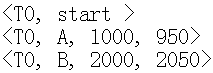 <T0, start >
<T0, A, 1000, 950>
<T0, B, 2000, 2050>